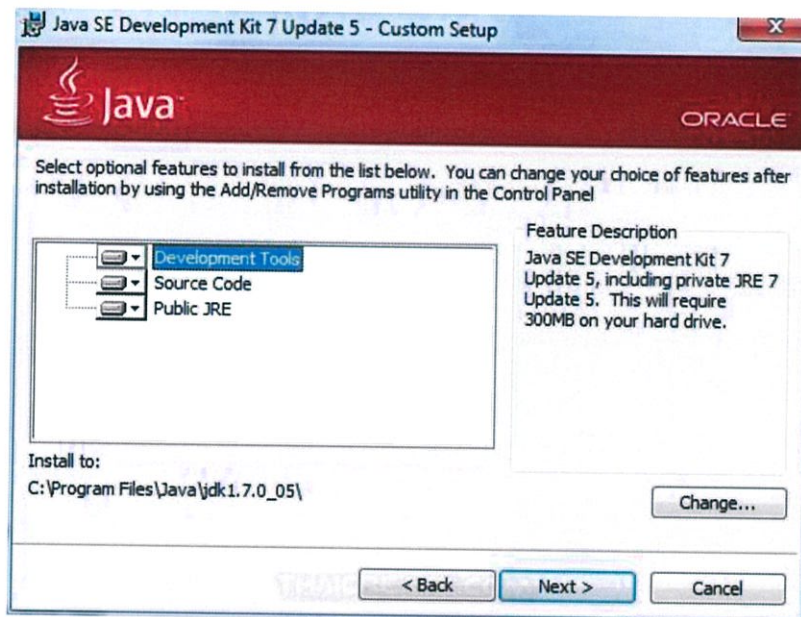 Java SE Development Kit 7 Update 5 - Custom Setup
Java
ORACLE
Select optional features to install from the list below. You can change your choice of features after
installation by using the Add/Remove Programs utility in the Control Panel
Development Tools
Source Code
Public JRE
Feature Description
Java SE Development Kit 7
Update 5, including private JRE 7
Update 5. This will require
300MB on your hard drive.
Install to:
C:\Program Files\Java\jdk1.7.0_05\
Change...
< Back
Next >
Cancel